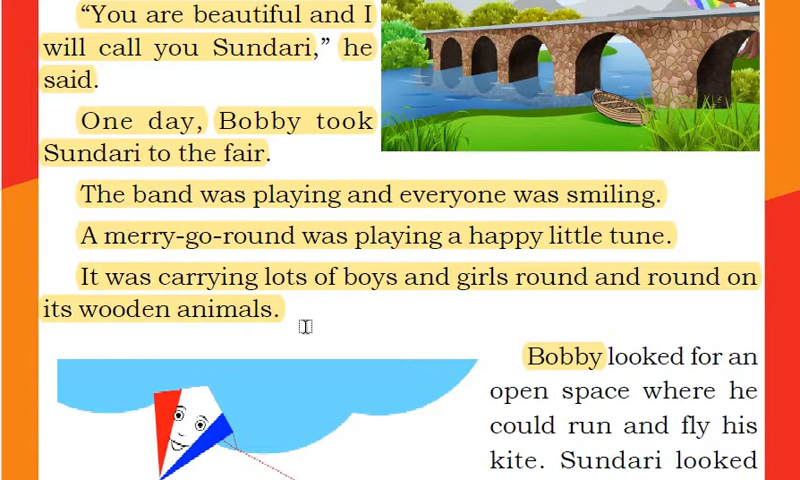 “You are beautiful and I
will call you Sundari,” he
said.
One day, Bobby took
Sundari to the fair.
The band was playing and everyone was smiling.
A merry-go-round was playing a happy little tune.
It was carrying lots of boys and girls round and round on
its wooden animals.
Bobby looked for an
open space where he
could run and fly his
kite. Sundari looked